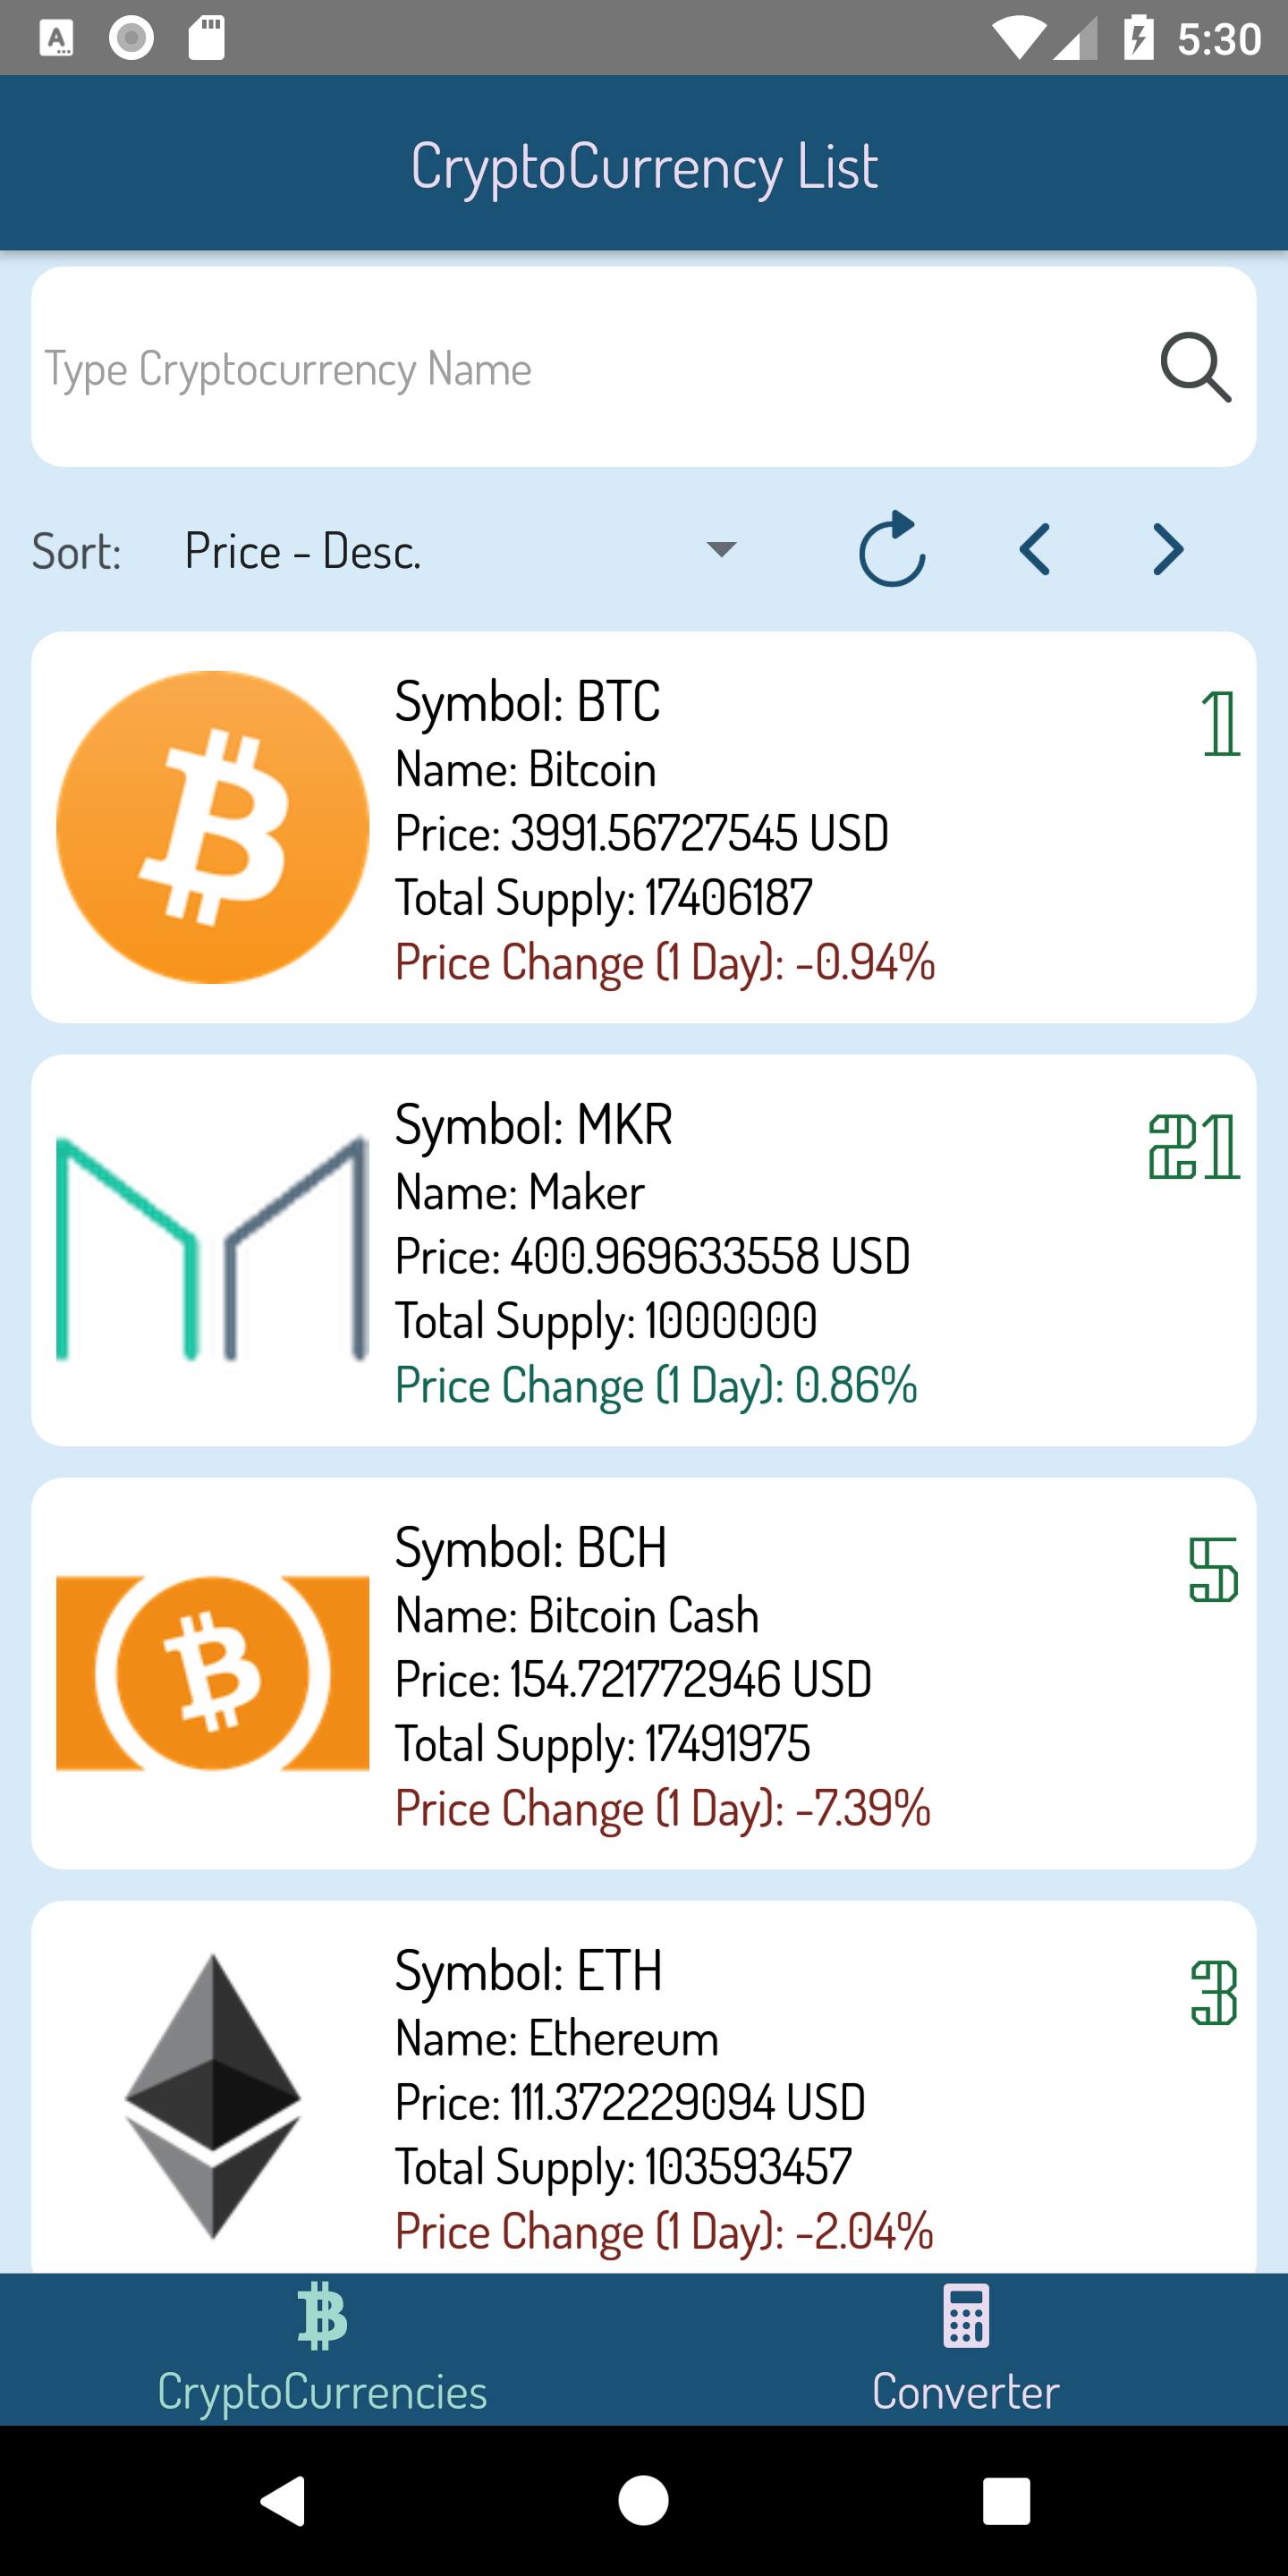 5:30
CryptoCurrency List
Type Cryptocurrency Name
Sort: Price - Desc.
Symbol: BTC
1
Name: Bitcoin
Price: 3991.56727545 USD
Total Supply: 17406187
Price Change (1 Day): -0.94%
Symbol: MKR
21
Name: Maker
Price: 400.969633558 USD
Total Supply: 1000000
Price Change (1 Day): 0.86%
Symbol: BCH
5
Name: Bitcoin Cash
Price: 154.721772946 USD
Total Supply: 17491975
Price Change (1 Day): -7.39%
Symbol: ETH
3
Name: Ethereum
Price: 111.372229094 USD
Total Supply: 103593457
Price Change (1 Day): -2.04%
CryptoCurrencies
Converter